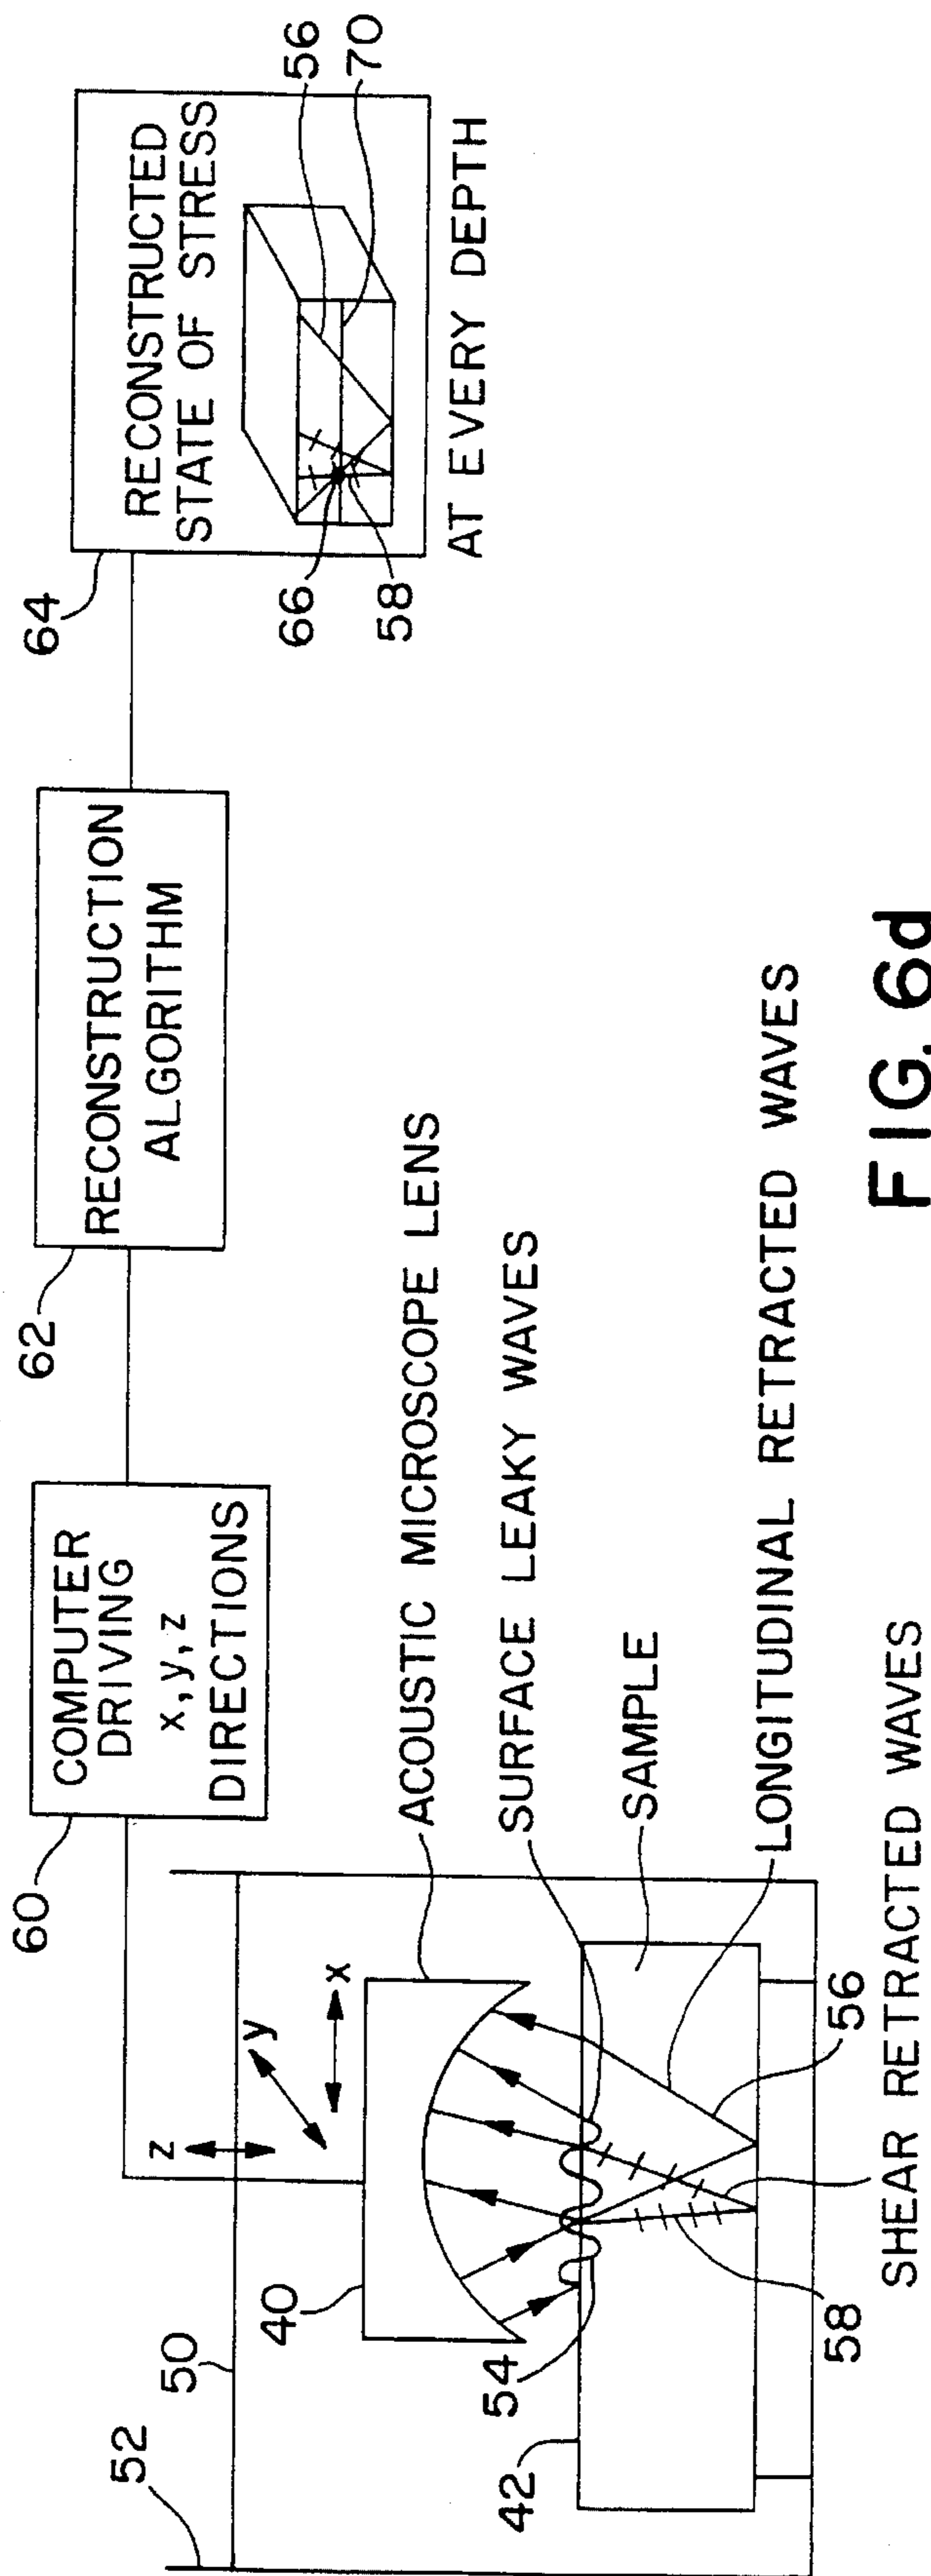 52
50
40
54
42
z
y
x
60
COMPUTER
DRIVING
x, y, z
DIRECTIONS
62
RECONSTRUCTION
ALGORITHM
64
RECONSTRUCTED
STATE OF STRESS
66
58
56
70
AT EVERY DEPTH
ACOUSTIC MICROSCOPE LENS
SURFACE LEAKY WAVES
SAMPLE
LONGITUDINAL RETRACTED WAVES
58
56
SHEAR RETRACTED WAVES
FIG. 6d